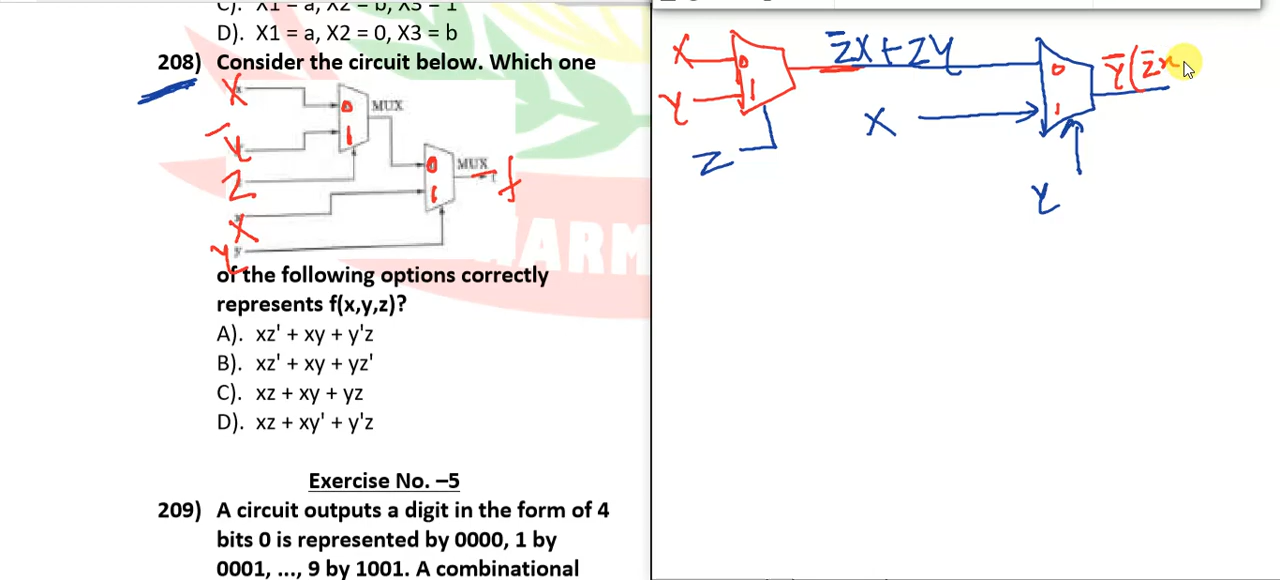 C). X1 = a, X2 = b, X3 = 1
D). X1 = a, X2 = 0, X3 = b
208) Consider the circuit below. Which one
X
0
MUX
1
Y
Z
0
MUX
f
1
X
Y
of the following options correctly
represents f(x,y,z)?
A). xz' + xy + y'z
B). xz' + xy + yz'
C). xz + xy + yz
D). xz + xy' + y'z
Exercise No. –5
209) A circuit outputs a digit in the form of 4
bits 0 is represented by 0000, 1 by
0001, ..., 9 by 1001. A combinational
X
0
Y
1
Z
z̄X + ZY
X
0
1
Y
Ȳ(z̄x
ARM